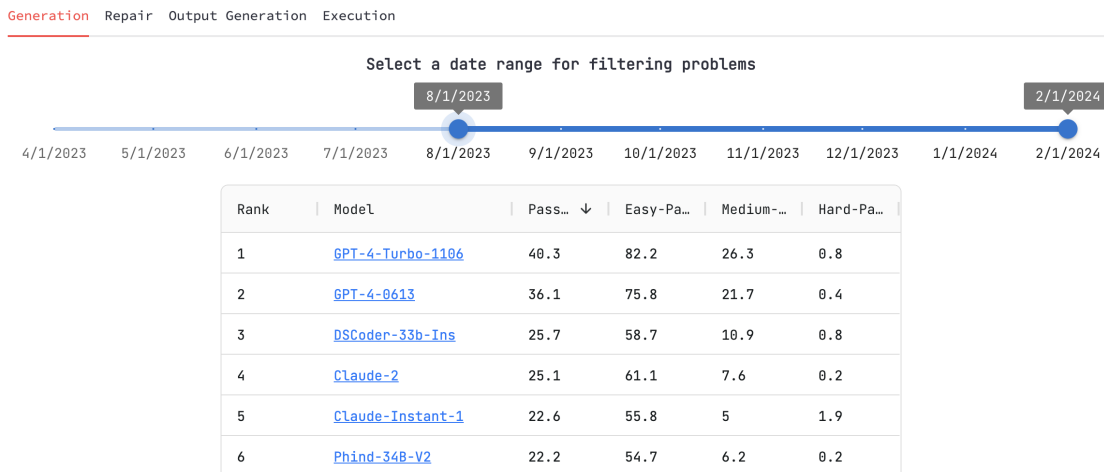 Generation Repair Output Generation Execution
Select a date range for filtering problems
8/1/2023 2/1/2024
4/1/2023 5/1/2023 6/1/2023 7/1/2023 8/1/2023 9/1/2023 10/1/2023 11/1/2023 12/1/2023 1/1/2024 2/1/2024
Rank Model Pass… Easy-Pa… Medium-… Hard-Pa…
1 GPT-4-Turbo-1106 40.3 82.2 26.3 0.8
2 GPT-4-0613 36.1 75.8 21.7 0.4
3 DSCoder-33b-Ins 25.7 58.7 10.9 0.8
4 Claude-2 25.1 61.1 7.6 0.2
5 Claude-Instant-1 22.6 55.8 5 1.9
6 Phind-34B-V2 22.2 54.7 6.2 0.2